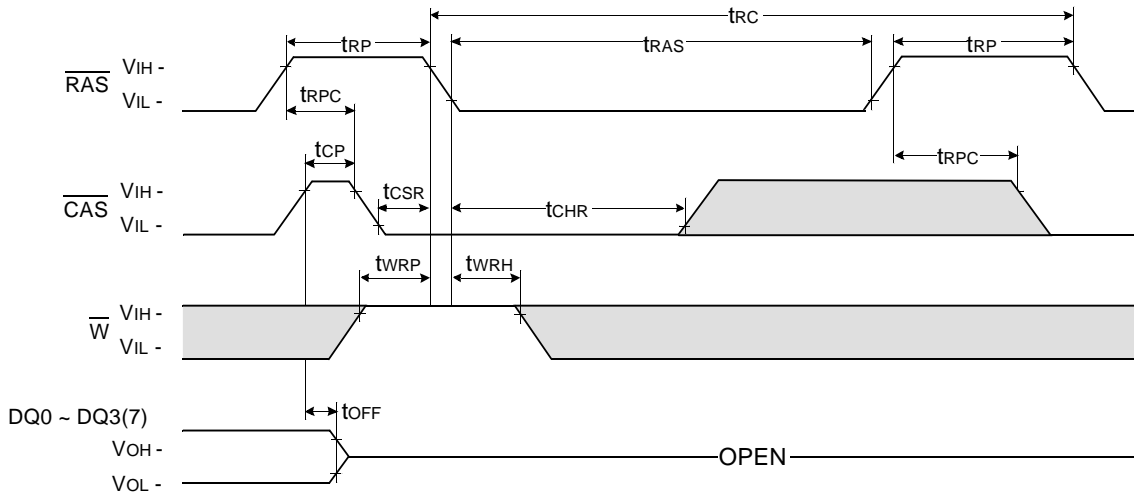 tRC
tRP
tRAS
tRP
RAS
VIH -
VIL -
tRPC
tRPC
tCP
CAS
VIH -
VIL -
tCSR
tCHR
tWRP
tWRH
W
VIH -
VIL -
DQ0 ~ DQ3(7)
tOFF
VOH -
OPEN
VOL -